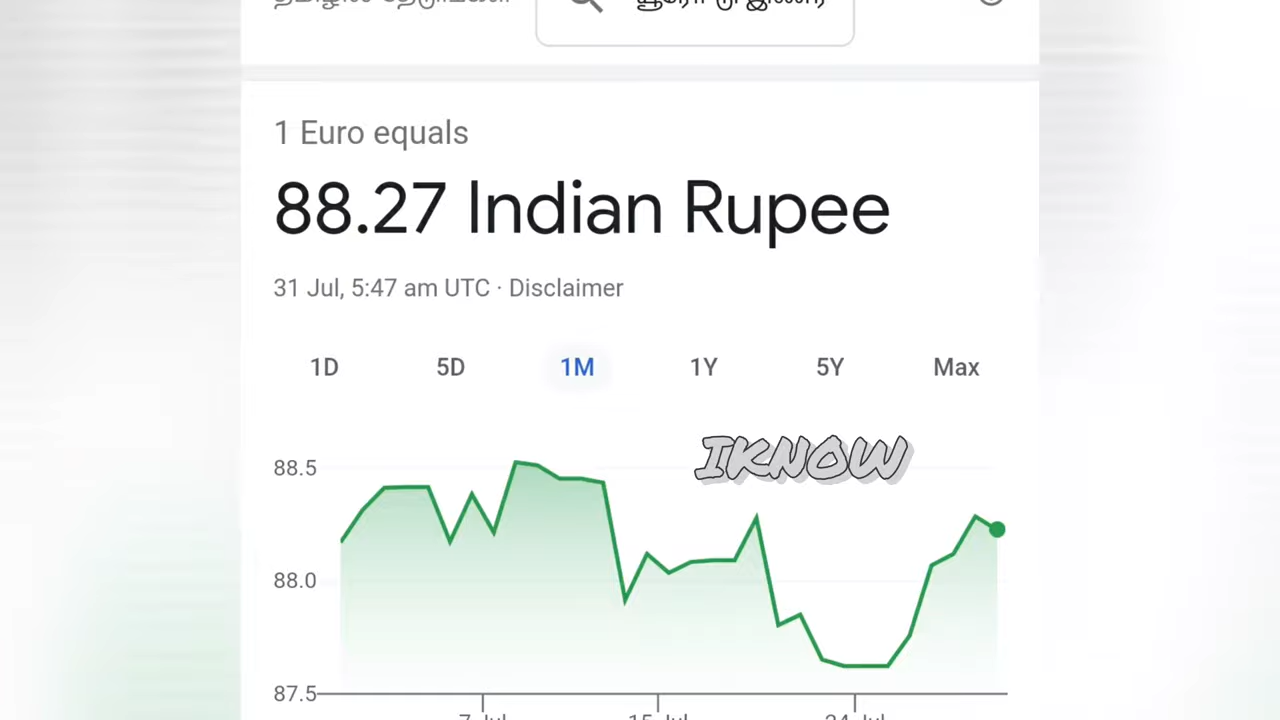 1 Euro equals
88.27 Indian Rupee
31 Jul, 5:47 am UTC · Disclaimer
1D 5D 1M 1Y 5Y Max
IKNOW
88.5
88.0
87.5